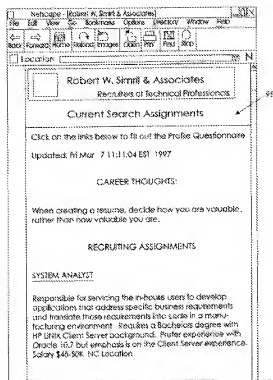 Netscape - [Robert W. Simril & Associates]
File Edit View Go Bookmarks Options Directory Window Help
Back Forward Home Reload Images Open Print Find Stop
Location
N
Robert W. Simril & Associates
Recruiters of Technical Professionals
Current Search Assignments
Click on the links below to fill out the Profile Questionnaire
Updated: Fri Mar 7 11:11:04 EST 1997
CAREER THOUGHTS:
When creating a resume, decide how you are valuable,
rather than how valuable you are.
RECRUITING ASSIGNMENTS
SYSTEM ANALYST
Responsible for servicing the in-house users to develop
applications that address specific business requirements
and translate those requirements into code in a manu-
facturing environment. Requires a Bachelors degree with
HP UNIX Client Server background. Prefer experience with
Oracle 10.7 but emphasis is on the Client Server experience.
Salary $45-50K NC Location